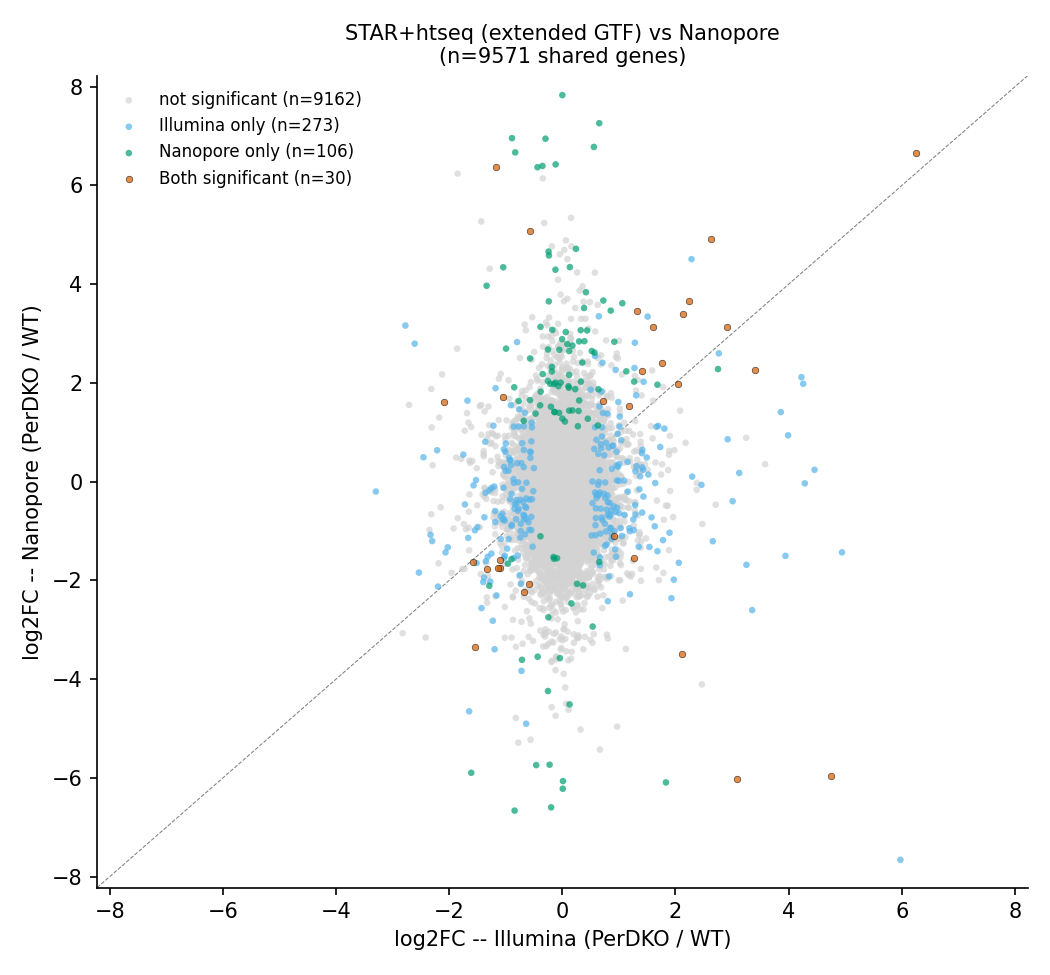 STAR+htseq (extended GTF) vs Nanopore
(n=9571 shared genes)
not significant (n=9162)
Illumina only (n=273)
Nanopore only (n=106)
Both significant (n=30)
log2FC -- Nanopore (PerDKO / WT)
8
6
4
2
0
−2
−4
−6
−8
−8 −6 −4 −2 0 2 4 6 8
log2FC -- Illumina (PerDKO / WT)